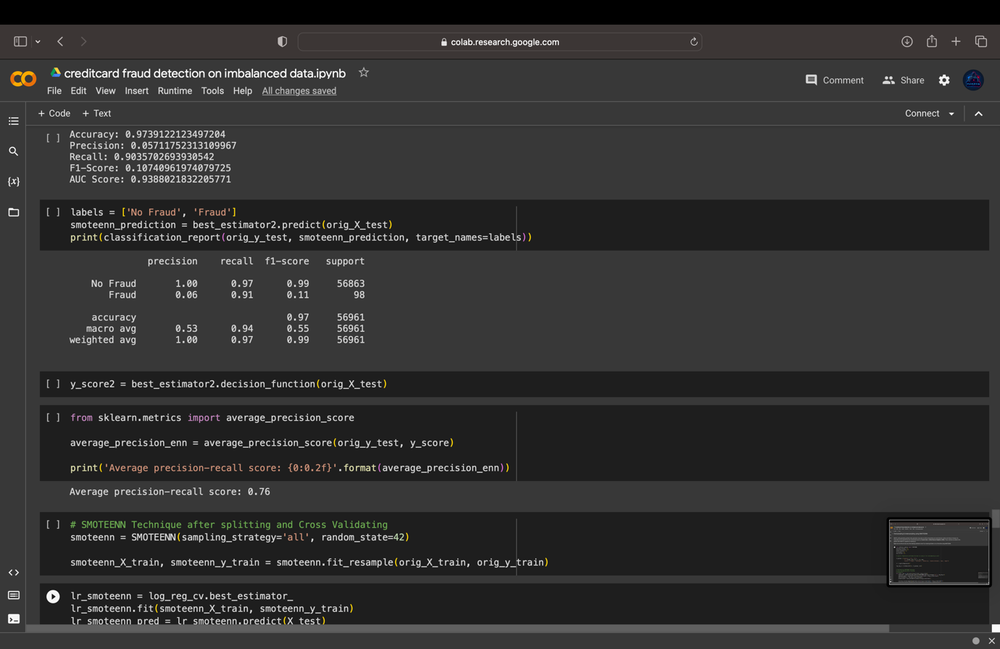 colab.research.google.com
creditcard fraud detection on imbalanced data.ipynb
Comment
Share
File Edit View Insert Runtime Tools Help All changes saved
+ Code + Text
Connect
[ ] Accuracy: 0.9739122123497204
Precision: 0.05711752313109967
Recall: 0.9035702693930542
F1-Score: 0.10740961974079725
AUC Score: 0.9388021832205771
{x}
[ ] labels = ['No Fraud', 'Fraud']
smoteenn_prediction = best_estimator2.predict(orig_X_test)
print(classification_report(orig_y_test, smoteenn_prediction, target_names=labels))
precision recall f1-score support
No Fraud 1.00 0.97 0.99 56863
Fraud 0.06 0.91 0.11 98
accuracy 0.97 56961
macro avg 0.53 0.94 0.55 56961
weighted avg 1.00 0.97 0.99 56961
[ ] y_score2 = best_estimator2.decision_function(orig_X_test)
[ ] from sklearn.metrics import average_precision_score
average_precision_enn = average_precision_score(orig_y_test, y_score)
print('Average precision-recall score: {0:0.2f}'.format(average_precision_enn))
Average precision-recall score: 0.76
[ ] # SMOTEENN Technique after splitting and Cross Validating
smoteenn = SMOTEENN(sampling_strategy='all', random_state=42)
smoteenn_X_train, smoteenn_y_train = smoteenn.fit_resample(orig_X_train, orig_y_train)
lr_smoteenn = log_reg_cv.best_estimator_
lr_smoteenn.fit(smoteenn_X_train, smoteenn_y_train)
lr_smoteenn_pred = lr_smoteenn.predict(X_test)